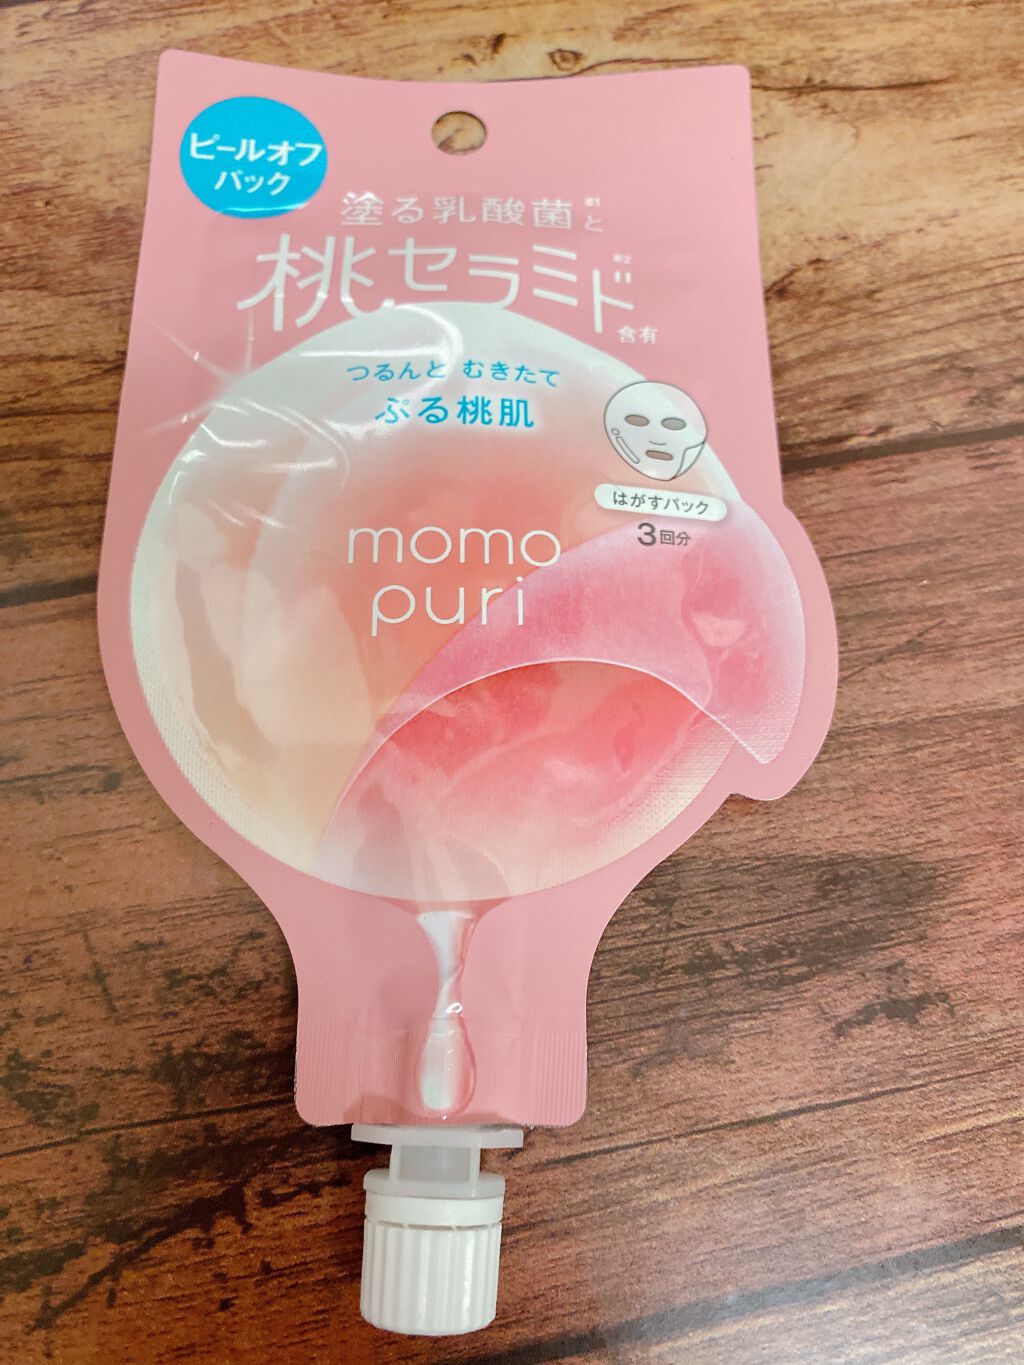 ピールオフ
パック
塗る乳酸菌※1と
桃セラミド※2
含有
つるんと むきたて
ぷる桃肌
はがすパック
3回分
momo
puri